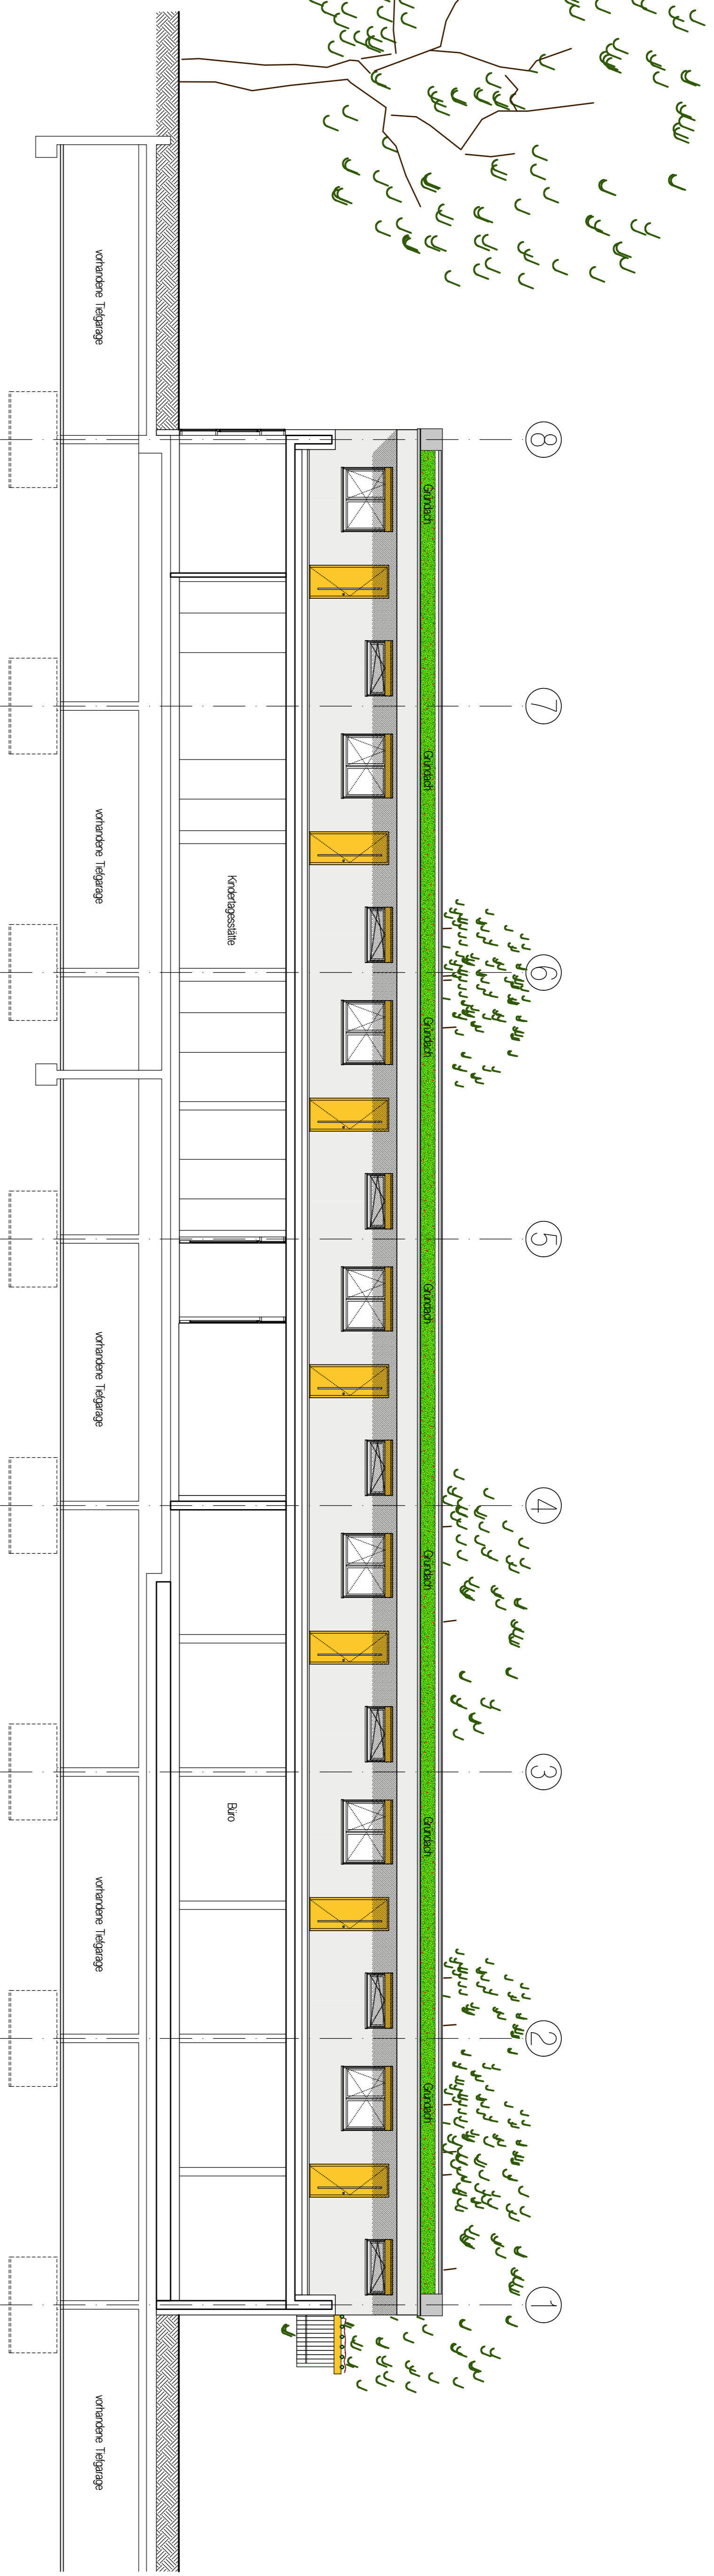 8
7
6
5
4
3
2
1
Gründach
Gründach
Gründach
Gründach
Gründach
Gründach
Gründach
Kindertagesstätte
Büro
vorhandene Tiefgarage
vorhandene Tiefgarage
vorhandene Tiefgarage
vorhandene Tiefgarage
vorhandene Tiefgarage